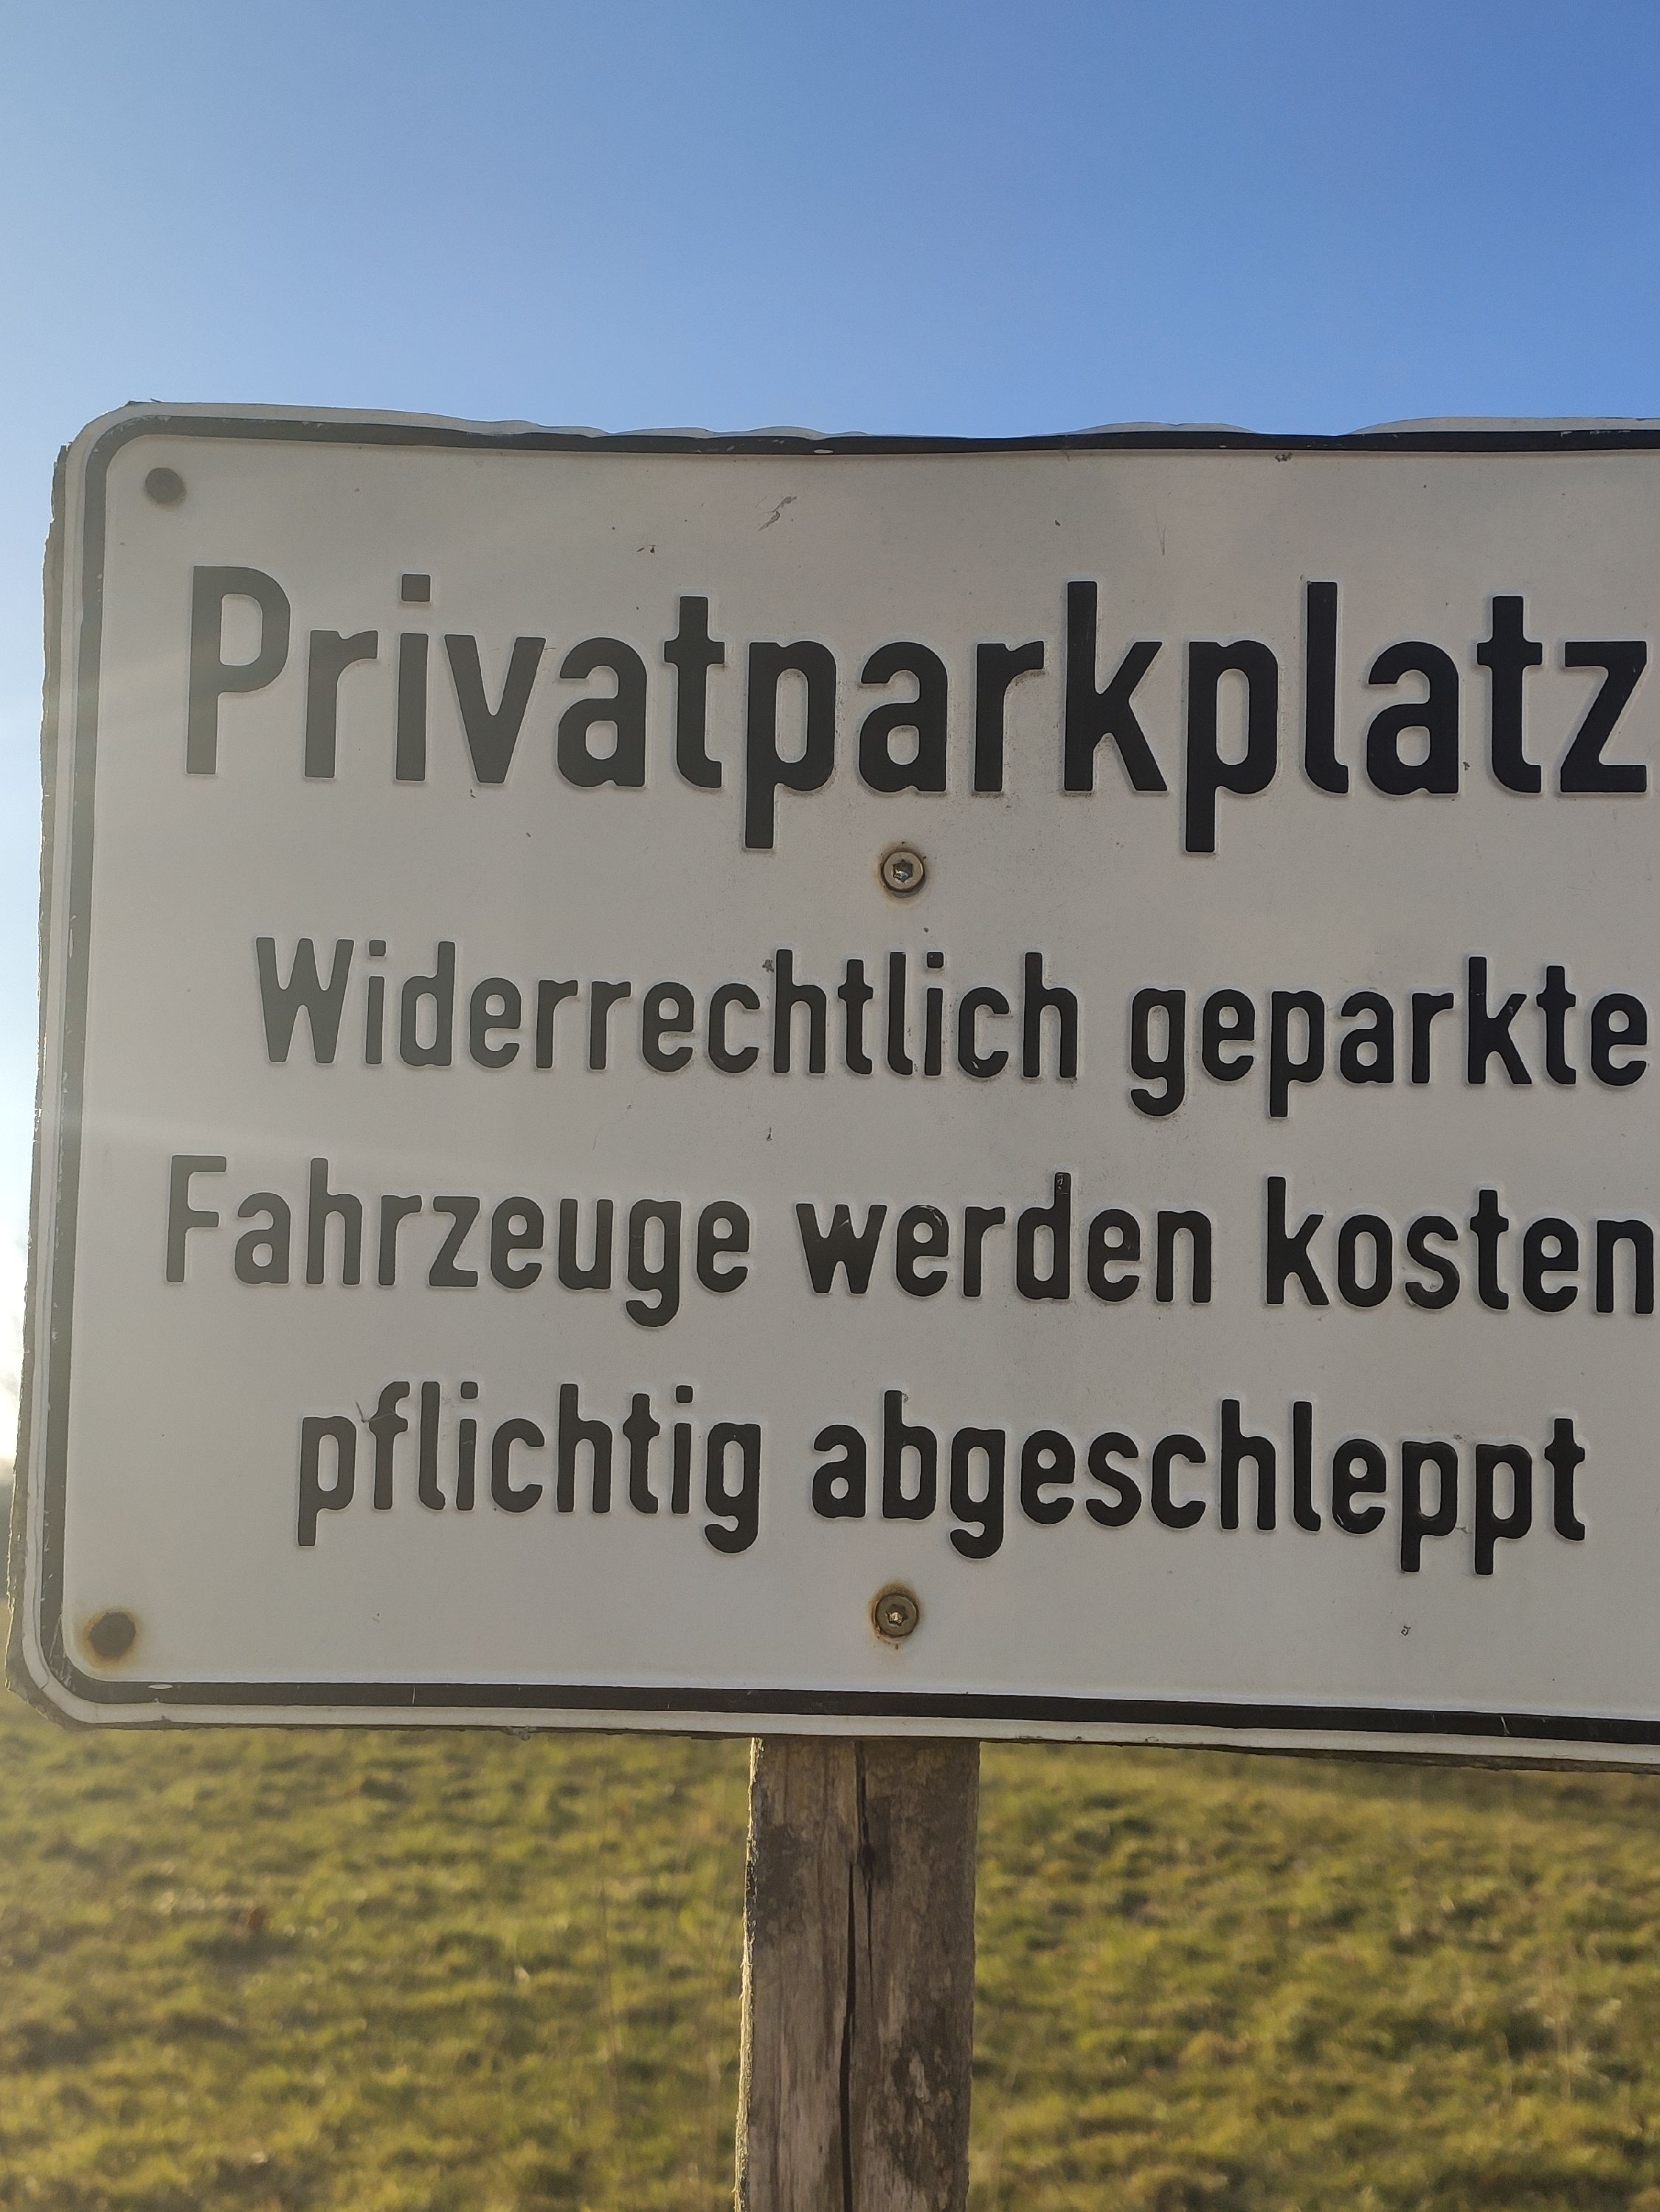 Privatparkplatz
Widerrechtlich geparkte
Fahrzeuge werden kosten
pflichtig abgeschleppt